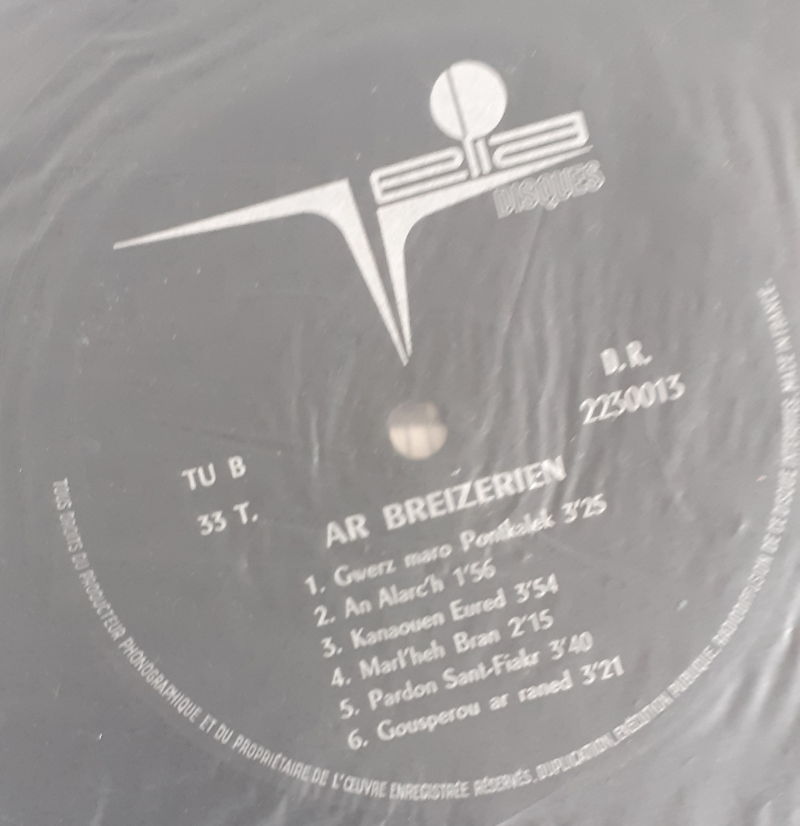 Velia
DISQUES
D.R.
2230013
TU B
33 T.
AR BREIZERIEN
1. Gwerz maro Pontkalek 3'25
2. An Alarc'h 1'56
3. Kanaouen Eured 3'54
4. Marl'heh Bran 2'15
5. Pardon Sant-Fiakr 3'40
6. Gousperou ar raned 3'21
TOUS DROITS DU PRODUCTEUR PHONOGRAPHIQUE ET DU PROPRIÉTAIRE DE L'ŒUVRE ENREGISTRÉE RÉSERVÉS. DUPLICATION, EXÉCUTION PUBLIQUE, RADIODIFFUSION DE CE DISQUE INTERDITE. MADE IN FRANCE.